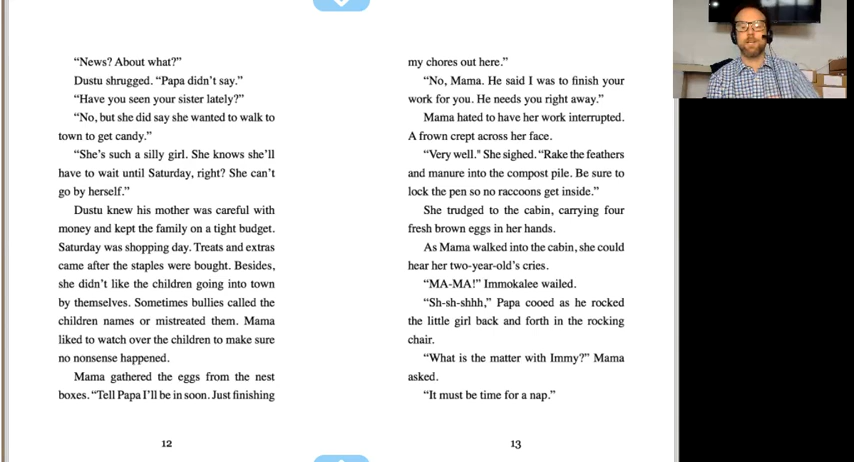 “News? About what?”
Dustu shrugged. “Papa didn’t say.”
“Have you seen your sister lately?”
“No, but she did say she wanted to walk to
town to get candy.”
“She’s such a silly girl. She knows she’ll
have to wait until Saturday, right? She can’t
go by herself.”
Dustu knew his mother was careful with
money and kept the family on a tight budget.
Saturday was shopping day. Treats and extras
came after the staples were bought. Besides,
she didn’t like the children going into town
by themselves. Sometimes bullies called the
children names or mistreated them. Mama
liked to watch over the children to make sure
no nonsense happened.
Mama gathered the eggs from the nest
boxes. “Tell Papa I’ll be in soon. Just finishing
12
my chores out here.”
“No, Mama. He said I was to finish your
work for you. He needs you right away.”
Mama hated to have her work interrupted.
A frown crept across her face.
“Very well." She sighed. “Rake the feathers
and manure into the compost pile. Be sure to
lock the pen so no raccoons get inside.”
She trudged to the cabin, carrying four
fresh brown eggs in her hands.
As Mama walked into the cabin, she could
hear her two-year-old’s cries.
“MA-MA!” Immokalee wailed.
“Sh-sh-shhh,” Papa cooed as he rocked
the little girl back and forth in the rocking
chair.
“What is the matter with Immy?” Mama
asked.
“It must be time for a nap.”
13